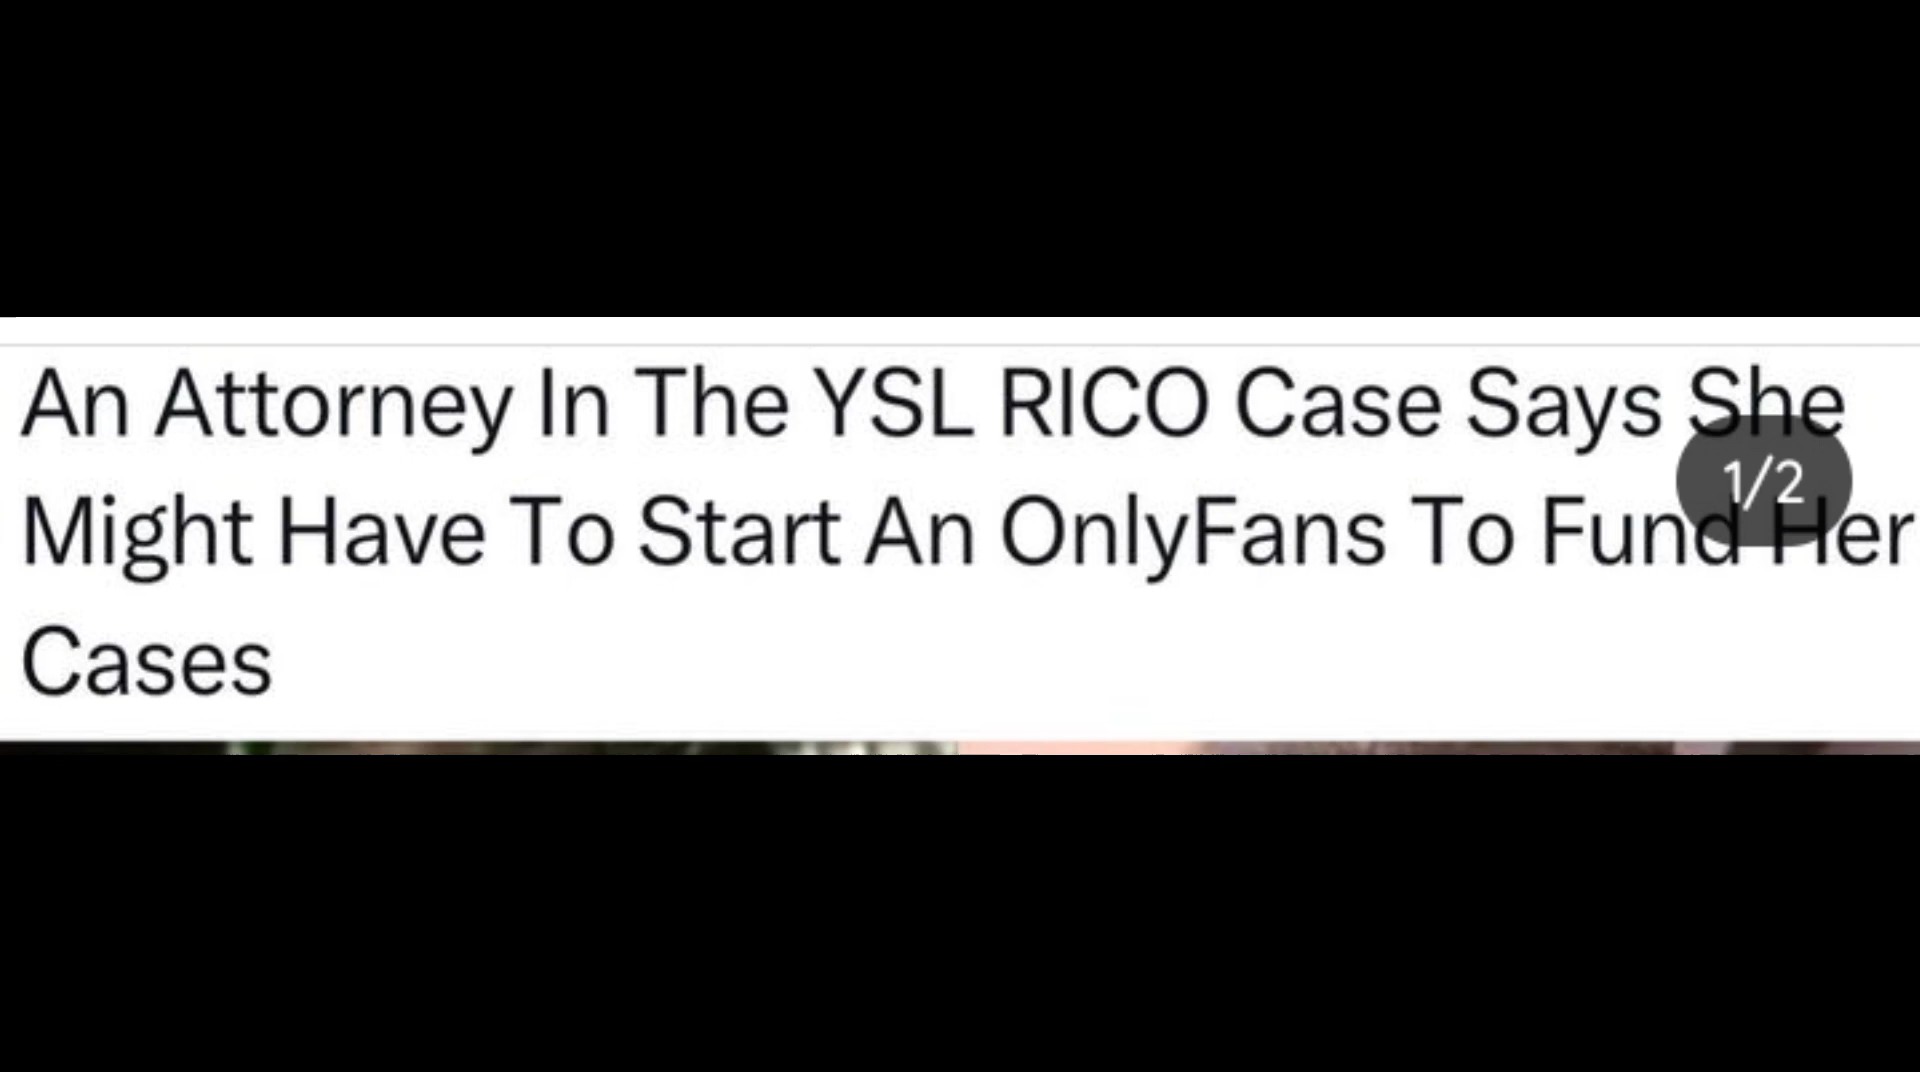 An Attorney In The YSL RICO Case Says She
1/2
Might Have To Start An OnlyFans To Fund Her
Cases